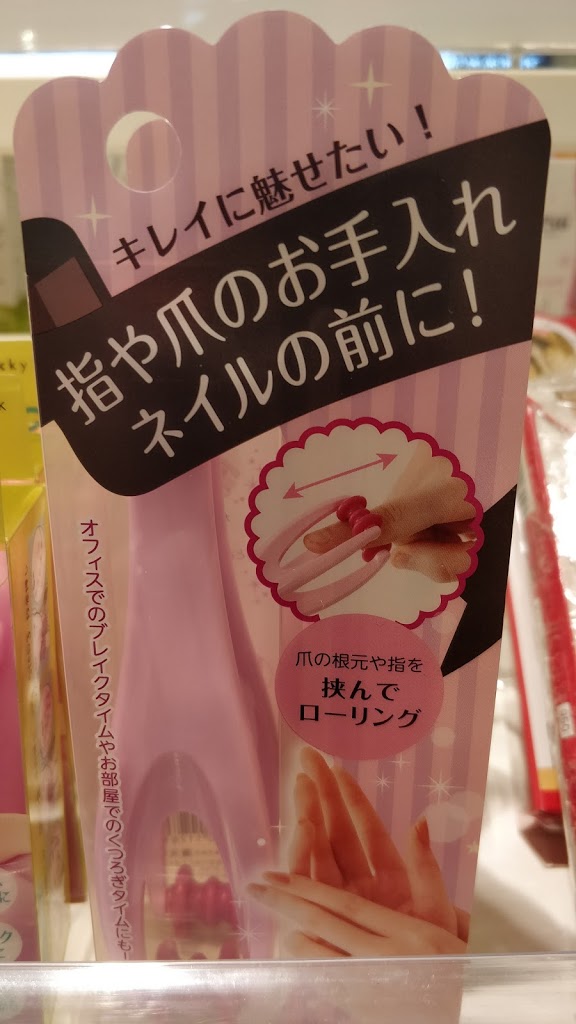 キレイに魅せたい！
指や爪のお手入れ
ネイルの前に！
爪の根元や指を
挟んで
ローリング
オフィスでのブレイクタイムやお部屋でのくつろぎタイムにも